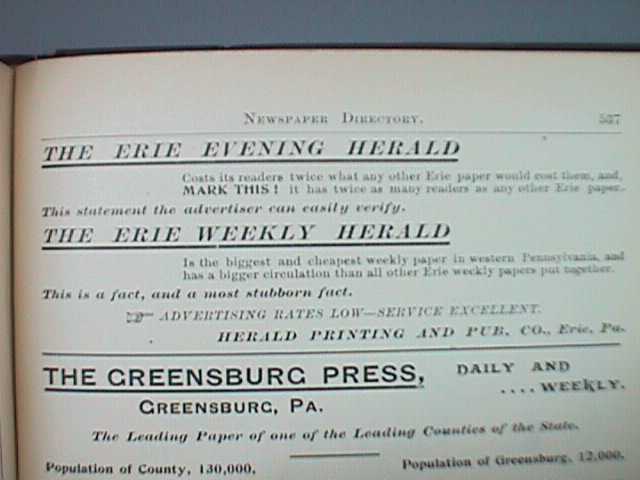 Newspaper Directory. 537
THE ERIE EVENING HERALD
Costs its readers twice what any other Erie paper would cost them, and,
MARK THIS! it has twice as many readers as any other Erie paper.
This statement the advertiser can easily verify.
THE ERIE WEEKLY HERALD
Is the biggest and cheapest weekly paper in western Pennsylvania, and
has a bigger circulation than all other Erie weekly papers put together.
This is a fact, and a most stubborn fact.
ADVERTISING RATES LOW—SERVICE EXCELLENT.
HERALD PRINTING AND PUB. CO., Erie, Pa.
THE GREENSBURG PRESS, DAILY AND
.... WEEKLY.
GREENSBURG, PA.
The Leading Paper of one of the Leading Counties of the State.
Population of County, 130,000. Population of Greensburg, 12,000.